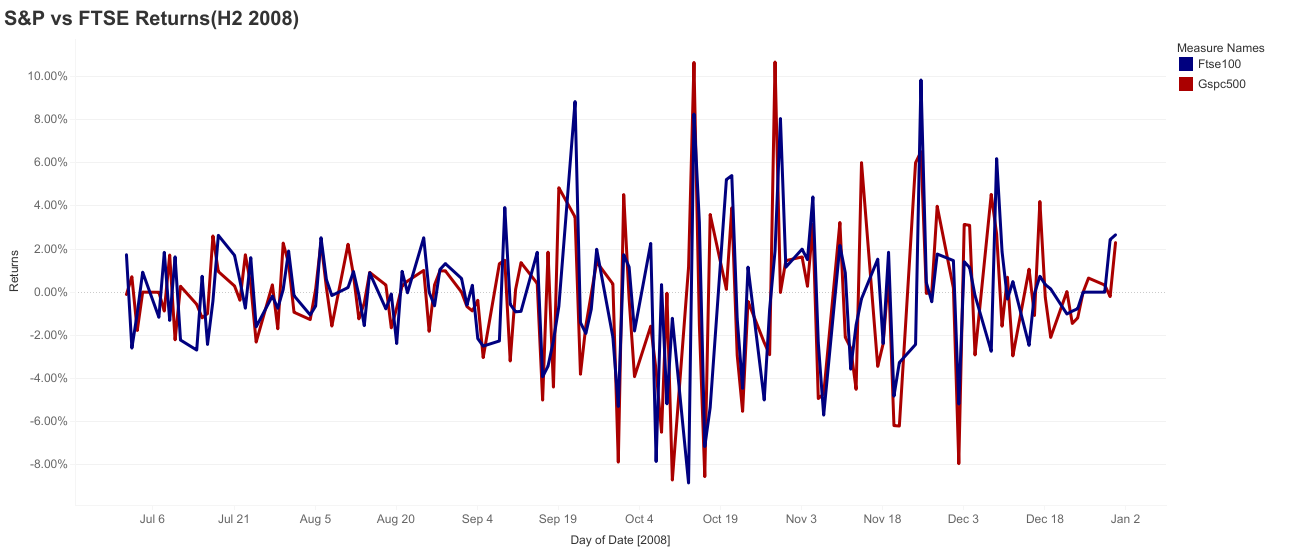 S&P vs FTSE Returns(H2 2008)
Measure Names
Ftse100
Gspc500
10.00%
8.00%
6.00%
4.00%
2.00%
0.00%
-2.00%
-4.00%
-6.00%
-8.00%
Returns
Jul 6 Jul 21 Aug 5 Aug 20 Sep 4 Sep 19 Oct 4 Oct 19 Nov 3 Nov 18 Dec 3 Dec 18 Jan 2
Day of Date [2008]